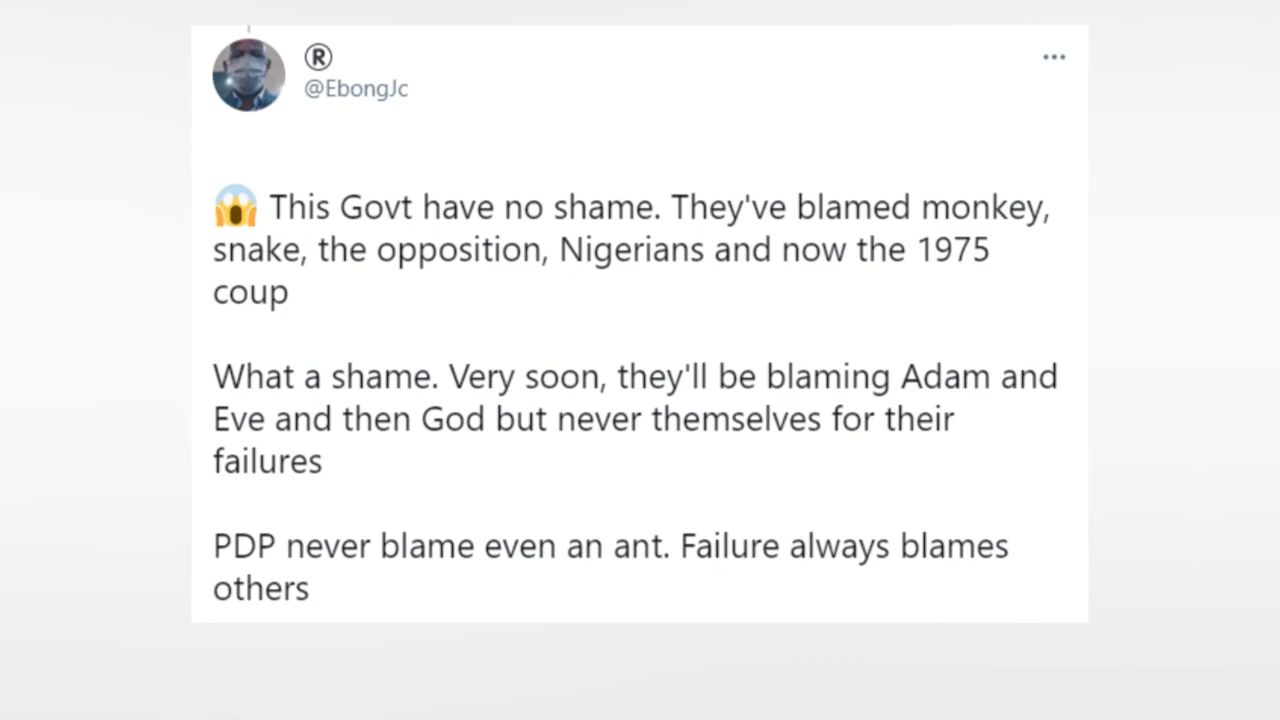 ®
@EbongJc
😱 This Govt have no shame. They've blamed monkey,
snake, the opposition, Nigerians and now the 1975
coup
What a shame. Very soon, they'll be blaming Adam and
Eve and then God but never themselves for their
failures
PDP never blame even an ant. Failure always blames
others